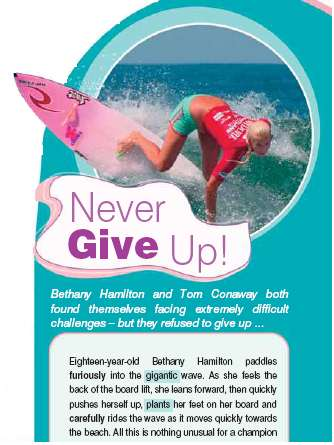 Never
Give Up!
Bethany Hamilton and Tom Conaway both
found themselves facing extremely difficult
challenges – but they refused to give up ...
Eighteen-year-old Bethany Hamilton paddles
furiously into the gigantic wave. As she feels the
back of the board lift, she leans forward, then quickly
pushes herself up, plants her feet on her board and
carefully rides the wave as it moves quickly towards
the beach. All this is nothing unusual for a champion